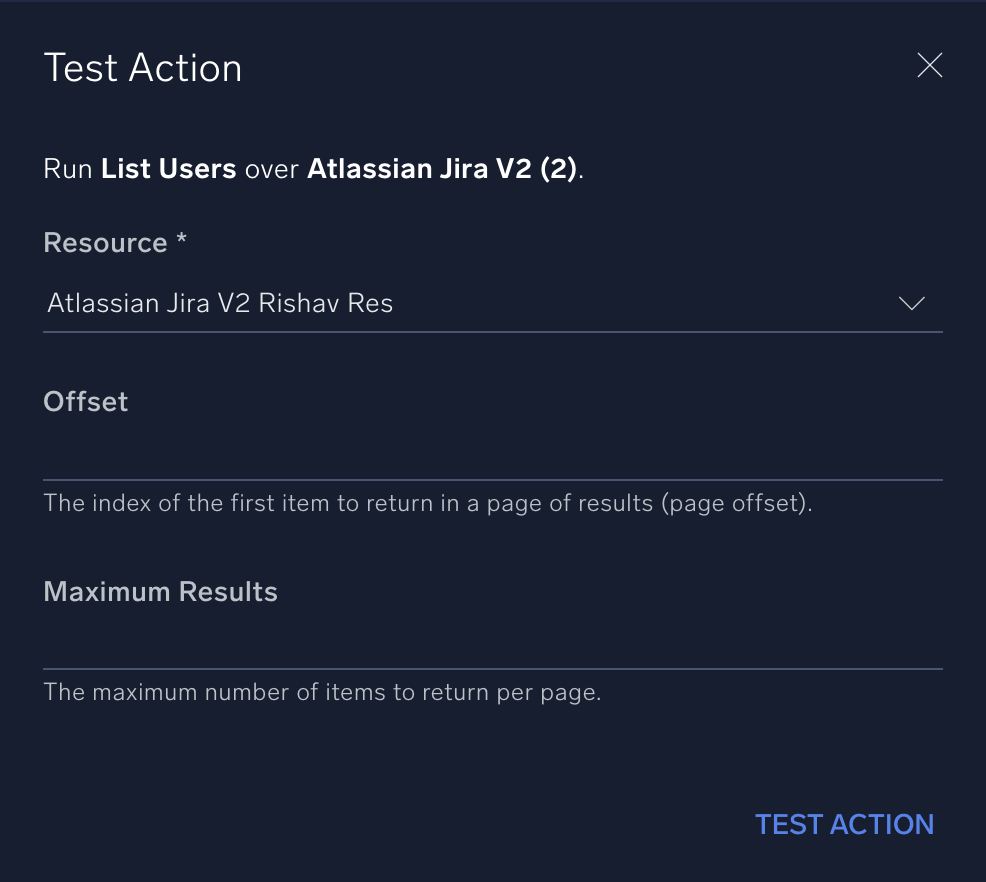 Test Action
Run List Users over Atlassian Jira V2 (2).
Resource *
Atlassian Jira V2 Rishav Res
Offset
The index of the first item to return in a page of results (page offset).
Maximum Results
The maximum number of items to return per page.
TEST ACTION